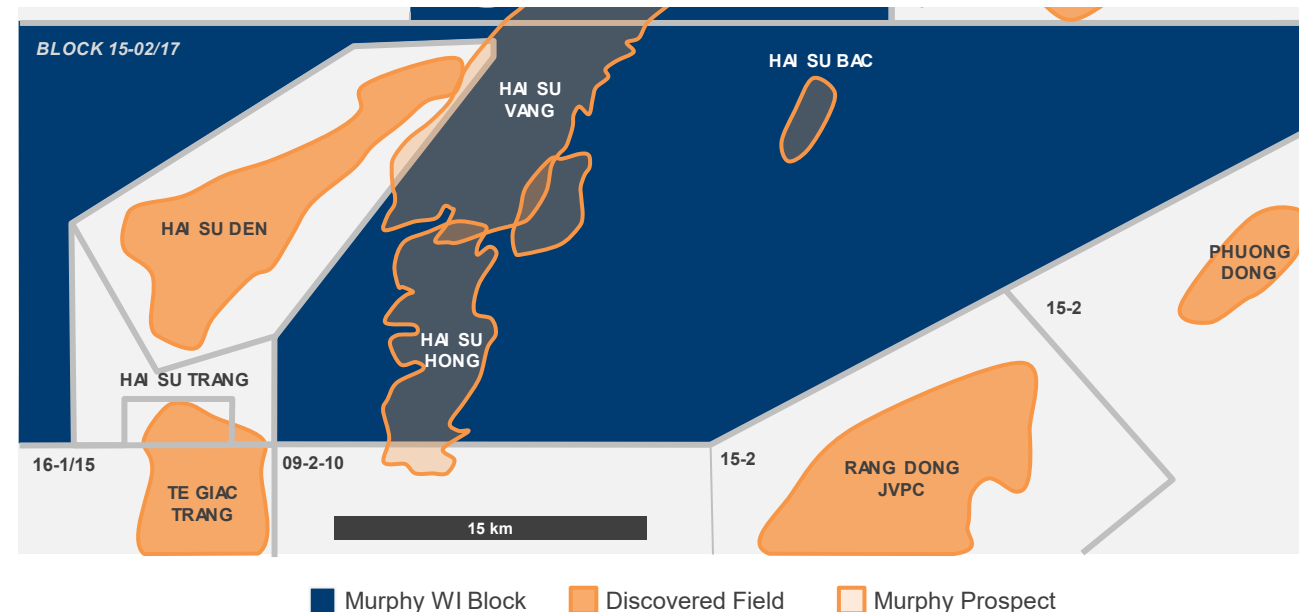 BLOCK 15-02/17
HAI SU BAC
HAI SU
VANG
HAI SU DEN
PHUONG
DONG
15-2
HAI SU
HONG
HAI SU TRANG
16-1/15
09-2-10
15-2
RANG DONG
JVPC
TE GIAC
TRANG
15 km
Murphy WI Block
Discovered Field
Murphy Prospect